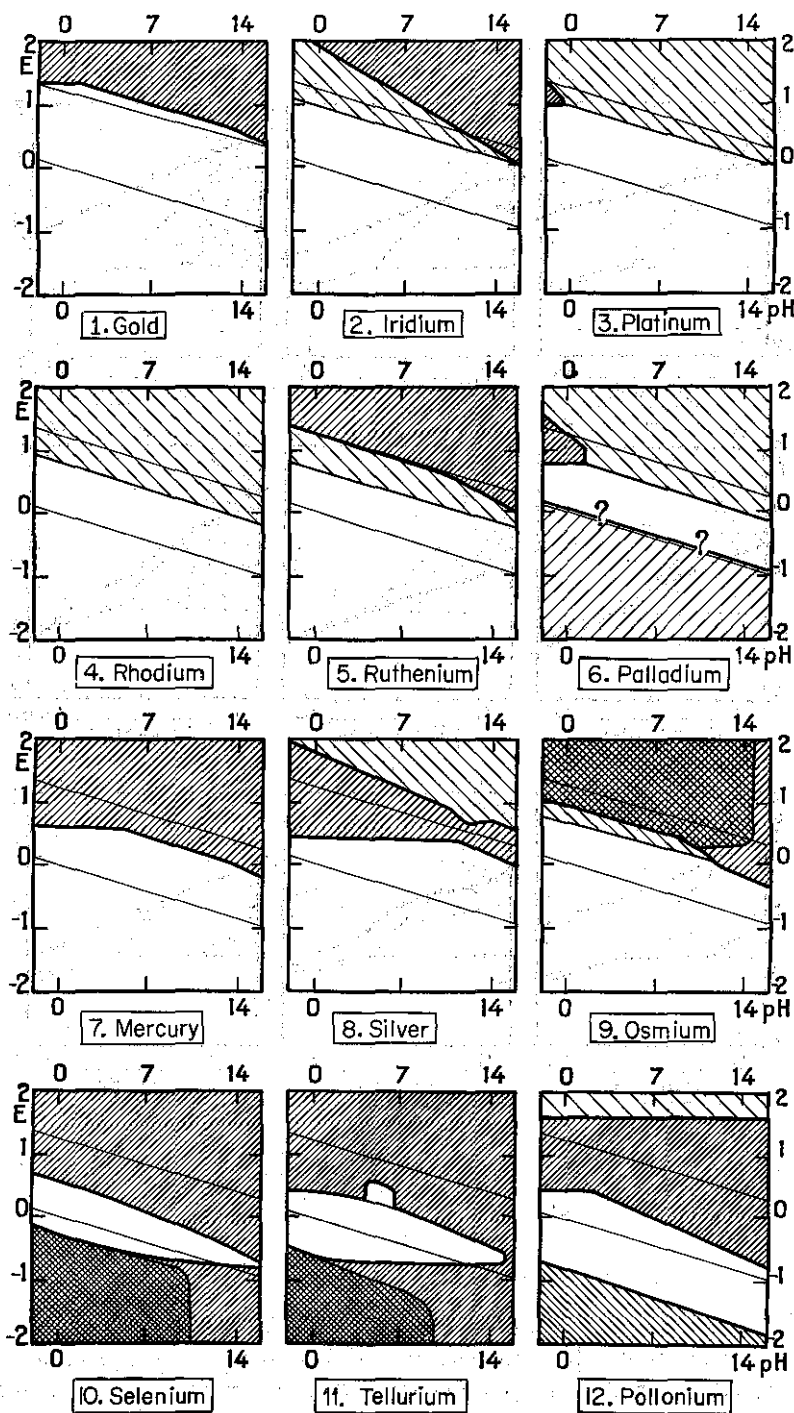 0 7 14 0 7 14 0 7 14
2 2
E
1 1
0 0
-1 -1
-2 -2
0 14 0 14 0 14 pH
1. Gold 2. Iridium 3. Platinum
0 7 14 0 7 14 0 7 14
2 2
E
1 1
0 ? 0
? 
-1 -1
-2 -2
0 14 0 14 0 14 pH
4. Rhodium 5. Ruthenium 6. Palladium
0 7 14 0 7 14 0 7 14
2 2
E
1 1
0 0
-1 -1
-2 -2
0 14 0 14 0 14 pH
7. Mercury 8. Silver 9. Osmium
0 7 14 0 7 14 0 7 14
2 2
E
1 1
0 0
-1 -1
-2 -2
0 14 0 14 0 14 pH
10. Selenium 11. Tellurium 12. Pollonium